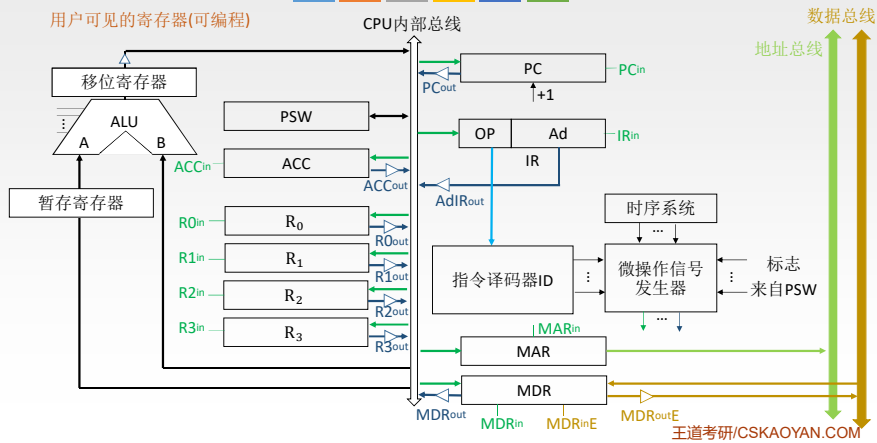 用户可见的寄存器(可编程)
CPU内部总线
数据总线
地址总线
移位寄存器
ALU
A
B
暂存寄存器
PSW
ACCin
ACC
ACCout
R0in
R0
R0out
R1in
R1
R1out
R2in
R2
R2out
R3in
R3
R3out
PC
PCin
PCout
+1
OP
Ad
IRin
IR
AdIRout
时序系统
...
指令译码器ID
...
微操作信号
发生器
...
标志
来自PSW
...
MARin
MAR
MDR
MDRout
MDRin
MDRinE
MDRoutE
王道考研/CSKAOYAN.COM